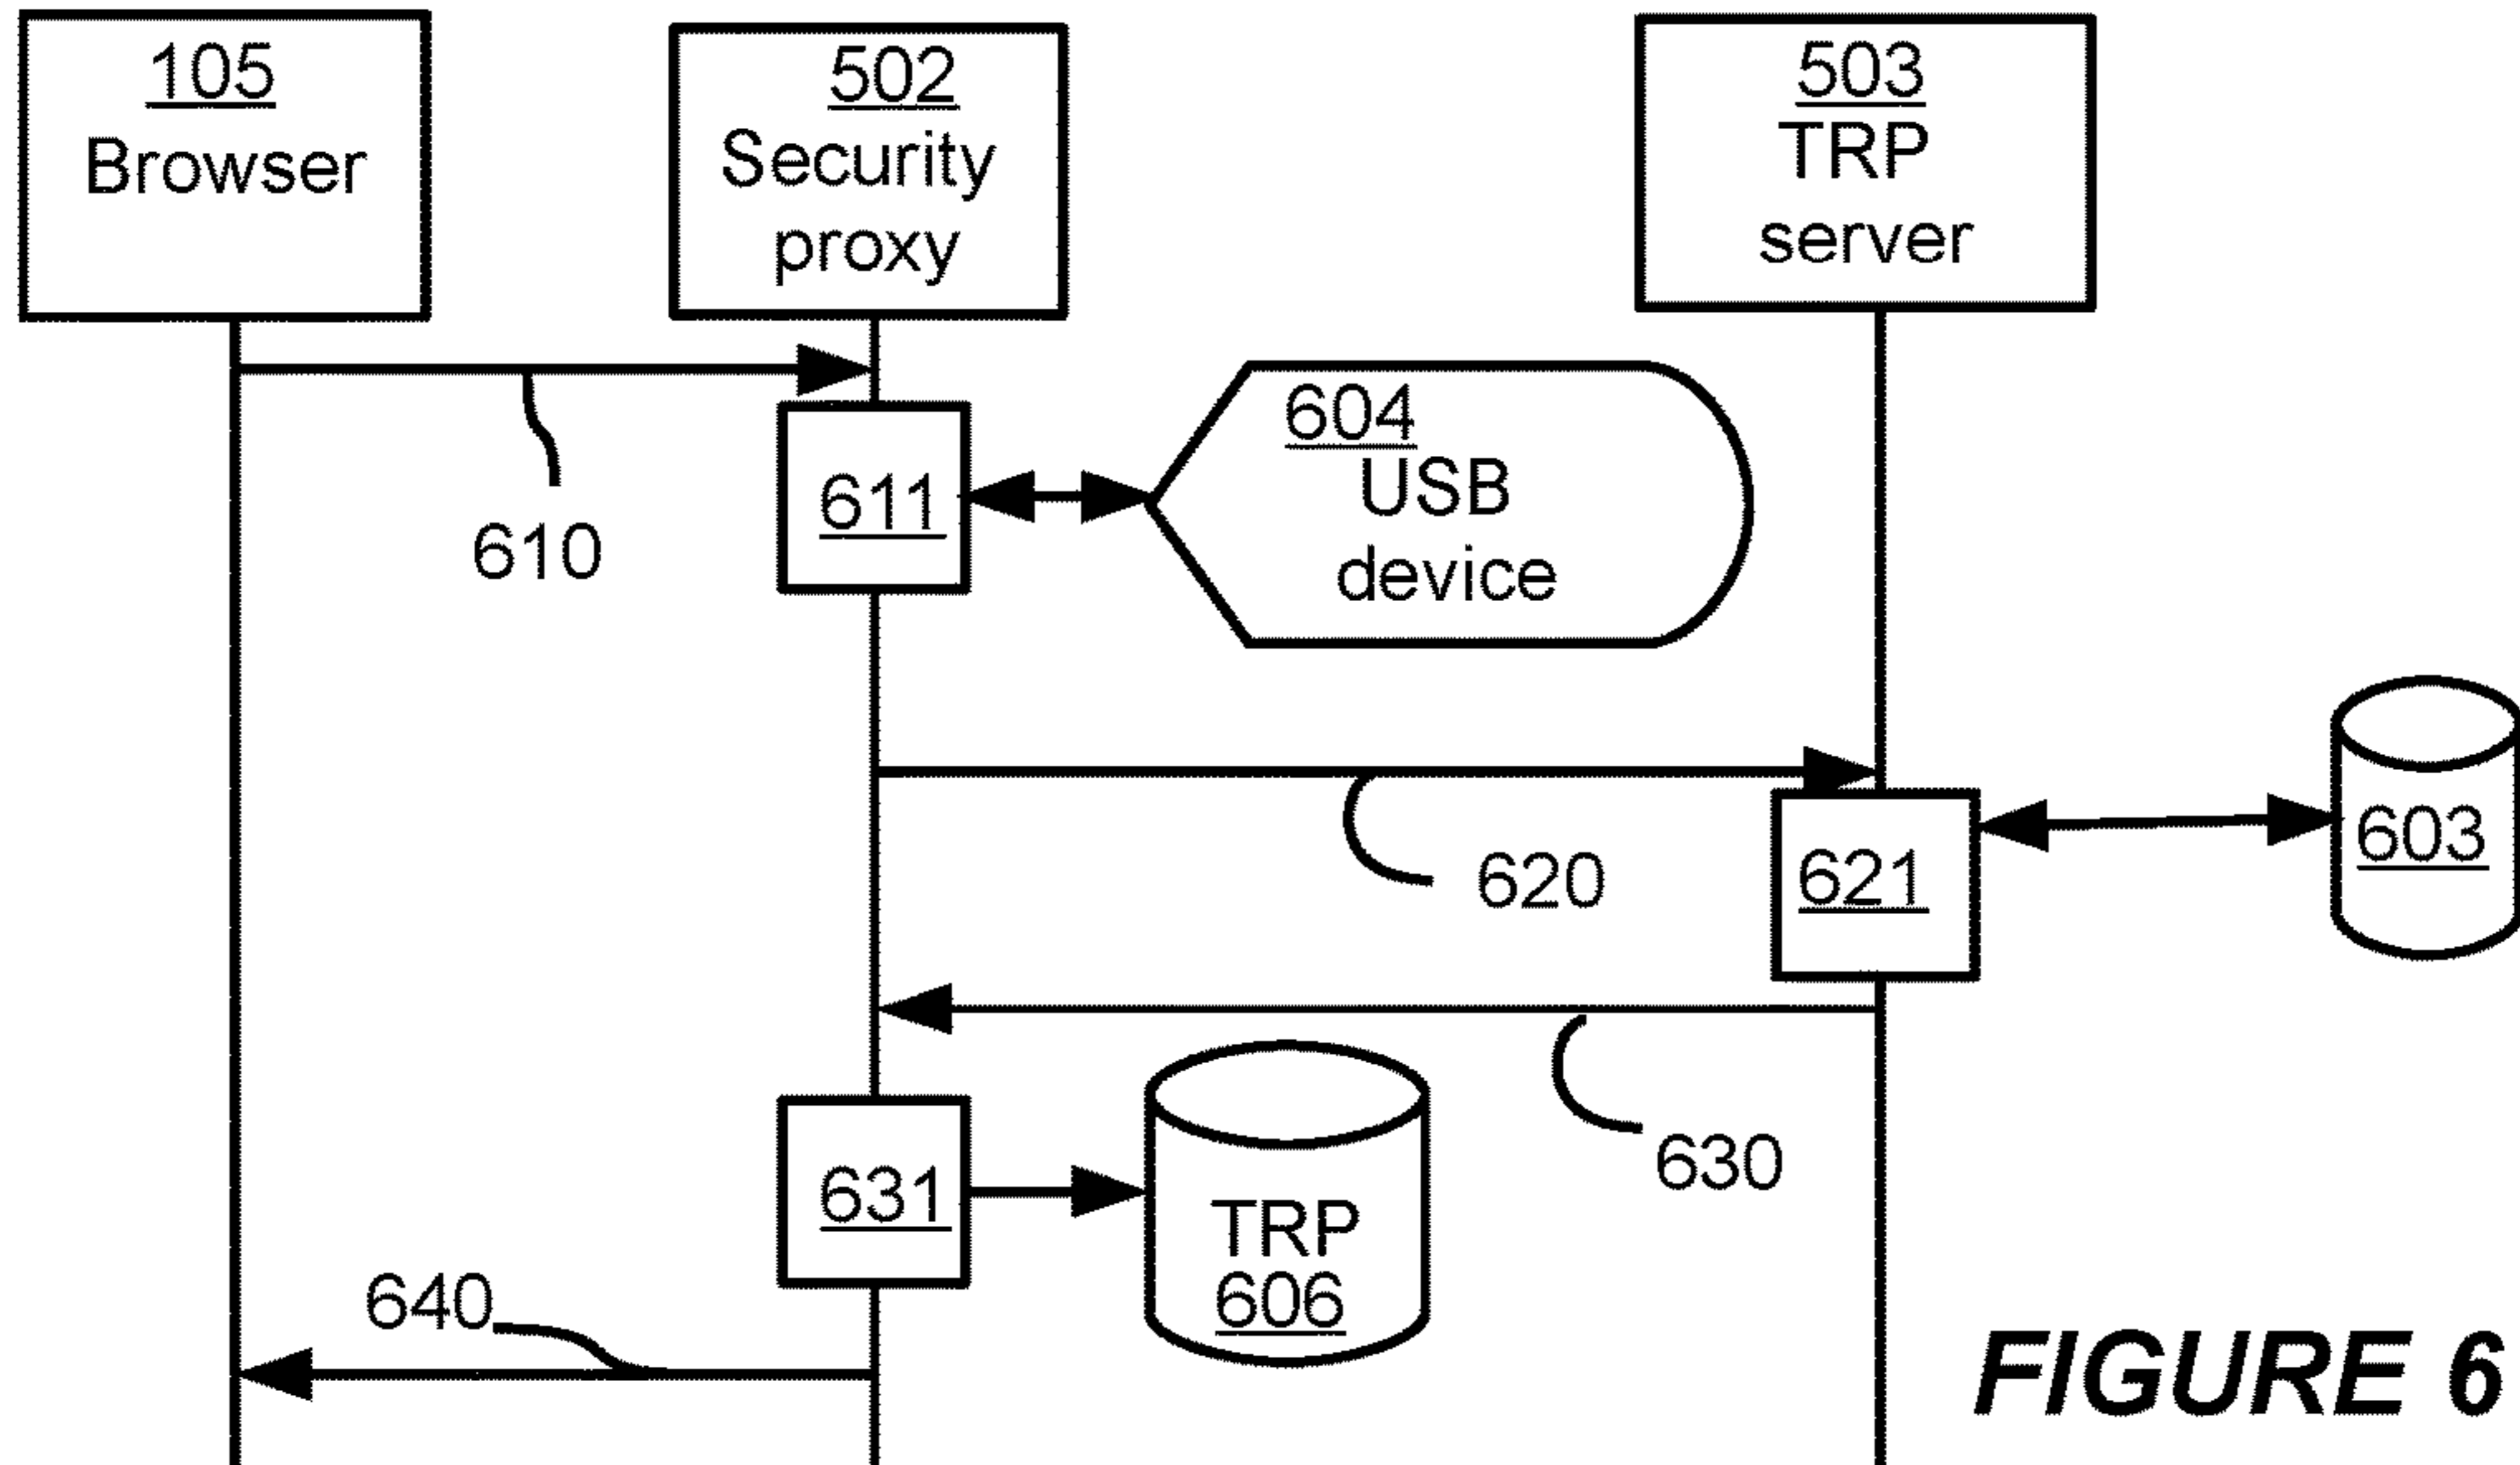 105
Browser
502
Security
proxy
503
TRP
server
604
USB
device
611
610
603
620
621
630
631
TRP
606
640
FIGURE 6